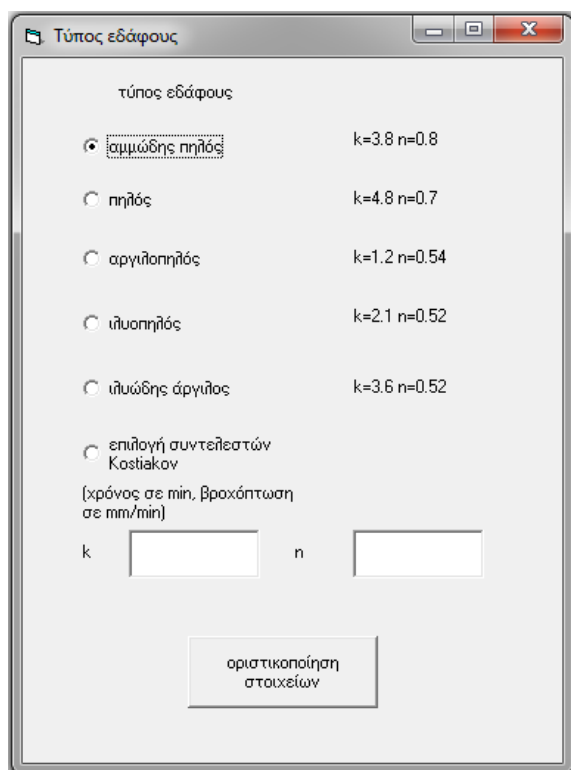 Τύπος εδάφους
τύπος εδάφους
αμμώδης πηλός k=3.8 n=0.8
πηλός k=4.8 n=0.7
αργιλοπηλός k=1.2 n=0.54
ιλυοπηλός k=2.1 n=0.52
ιλυώδης άργιλος k=3.6 n=0.52
επιλογή συντελεστών
Kostiakov
(χρόνος σε min, βροχόπτωση
σε mm/min)
k n
οριστικοποίηση
στοιχείων